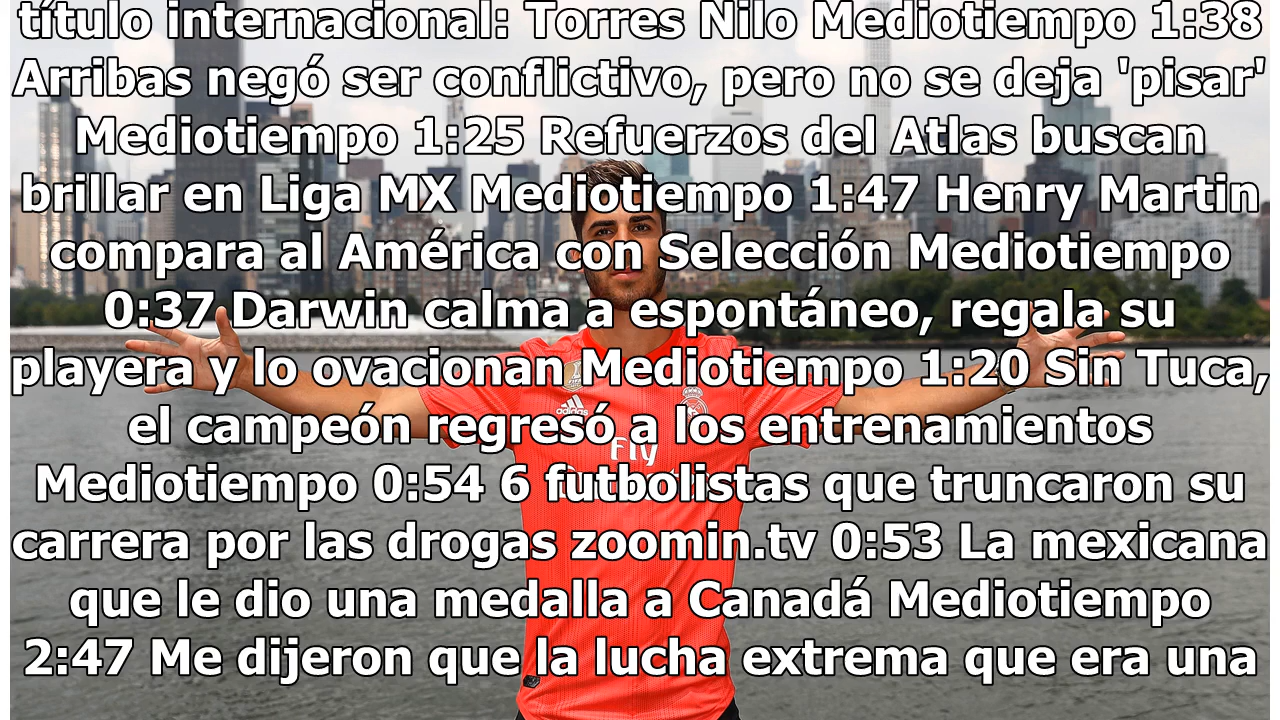 título internacional: Torres Nilo Mediotiempo 1:38
Arribas negó ser conflictivo, pero no se deja 'pisar'
Mediotiempo 1:25 Refuerzos del Atlas buscan
brillar en Liga MX Mediotiempo 1:47 Henry Martin
compara al América con Selección Mediotiempo
0:37 Darwin calma a espontáneo, regala su
playera y lo ovacionan Mediotiempo 1:20 Sin Tuca,
el campeón regresó a los entrenamientos
Mediotiempo 0:54 6 futbolistas que truncaron su
carrera por las drogas zoomin.tv 0:53 La mexicana
que le dio una medalla a Canadá Mediotiempo
2:47 Me dijeron que la lucha extrema que era una
adidas
Fly